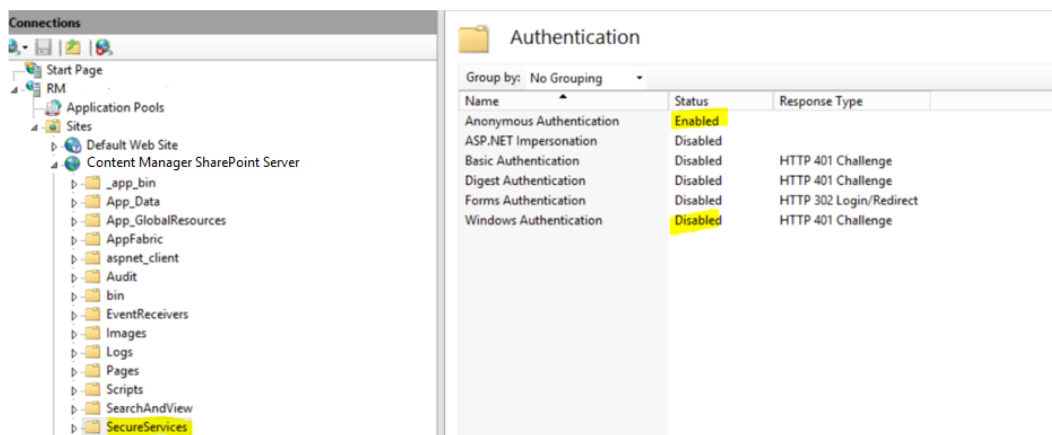 Connections
Start Page
RM
Application Pools
Sites
Default Web Site
Content Manager SharePoint Server
_app_bin
App_Data
App_GlobalResources
AppFabric
aspnet_client
Audit
bin
EventReceivers
Images
Logs
Pages
Scripts
SearchAndView
SecureServices
Authentication
Group by: No Grouping
Name Status Response Type
Anonymous Authentication Enabled
ASP.NET Impersonation Disabled
Basic Authentication Disabled HTTP 401 Challenge
Digest Authentication Disabled HTTP 401 Challenge
Forms Authentication Disabled HTTP 302 Login/Redirect
Windows Authentication Disabled HTTP 401 Challenge